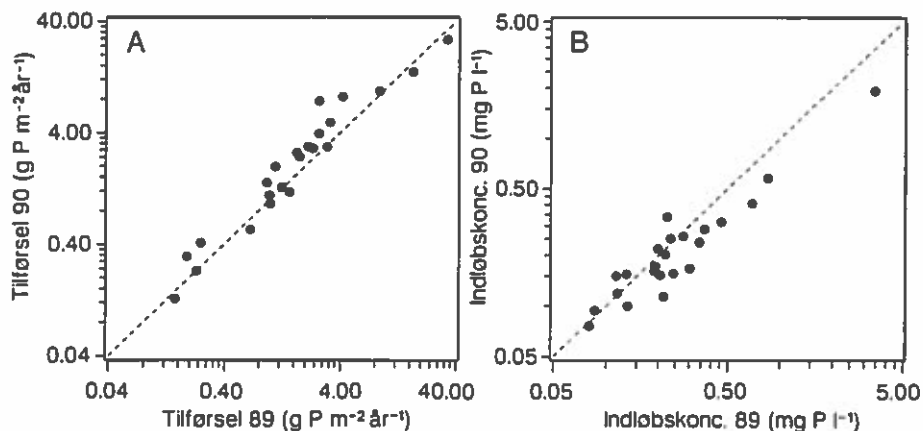 A
Tilførsel 90 (g P m⁻² år⁻¹)
40.00
4.00
0.40
0.04
0.04 0.40 4.00 40.00
Tilførsel 89 (g P m⁻² år⁻¹)
B
Indløbskonc. 90 (mg P l⁻¹)
5.00
0.50
0.05
0.05 0.50 5.00
Indløbskonc. 89 (mg P l⁻¹)